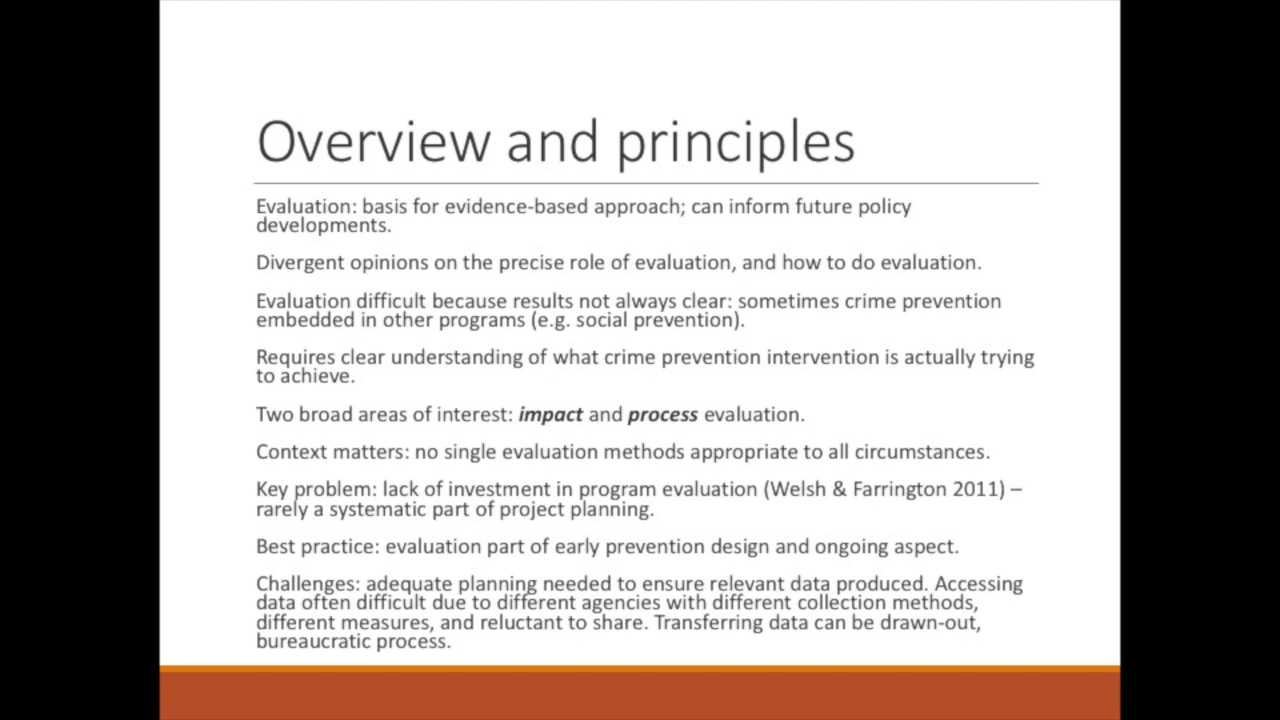 Overview and principles
Evaluation: basis for evidence-based approach; can inform future policy
developments.
Divergent opinions on the precise role of evaluation, and how to do evaluation.
Evaluation difficult because results not always clear: sometimes crime prevention
embedded in other programs (e.g. social prevention).
Requires clear understanding of what crime prevention intervention is actually trying
to achieve.
Two broad areas of interest: impact and process evaluation.
Context matters: no single evaluation methods appropriate to all circumstances.
Key problem: lack of investment in program evaluation (Welsh & Farrington 2011) –
rarely a systematic part of project planning.
Best practice: evaluation part of early prevention design and ongoing aspect.
Challenges: adequate planning needed to ensure relevant data produced. Accessing
data often difficult due to different agencies with different collection methods,
different measures, and reluctant to share. Transferring data can be drawn-out,
bureaucratic process.